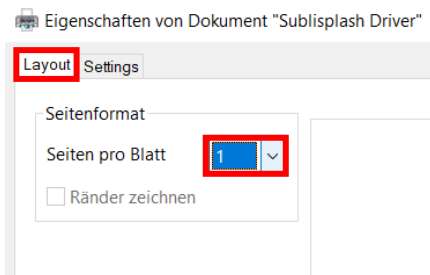 Eigenschaften von Dokument "Sublisplash Driver"
Layout Settings
Seitenformat
Seiten pro Blatt 1
Ränder zeichnen